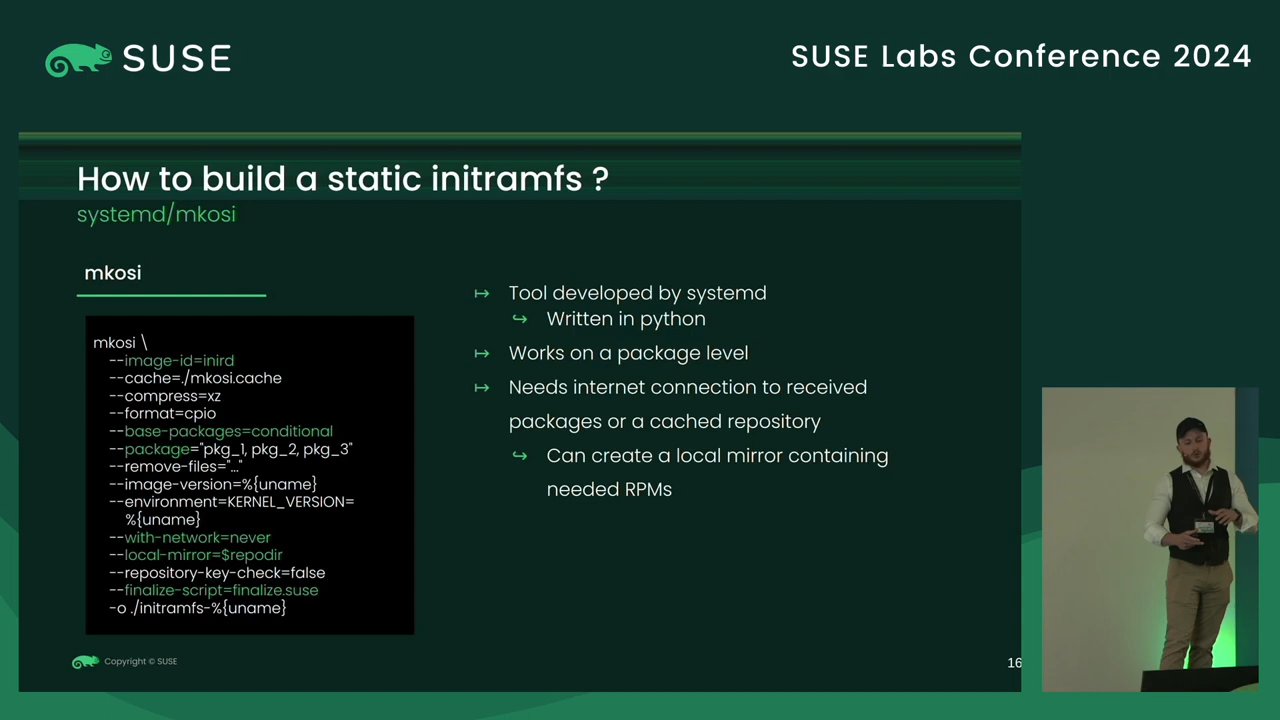 SUSE
SUSE Labs Conference 2024
How to build a static initramfs ?
systemd/mkosi
mkosi
mkosi \
--image-id=inird
--cache=./mkosi.cache
--compress=xz
--format=cpio
--base-packages=conditional
--package="pkg_1, pkg_2, pkg_3"
--remove-files="..."
--image-version=%{uname}
--environment=KERNEL_VERSION=
%{uname}
--with-network=never
--local-mirror=$repodir
--repository-key-check=false
--finalize-script=finalize.suse
-o ./initramfs-%{uname}
↦ Tool developed by systemd
↪ Written in python
↦ Works on a package level
↦ Needs internet connection to received
packages or a cached repository
↪ Can create a local mirror containing
needed RPMs
Copyright © SUSE
16